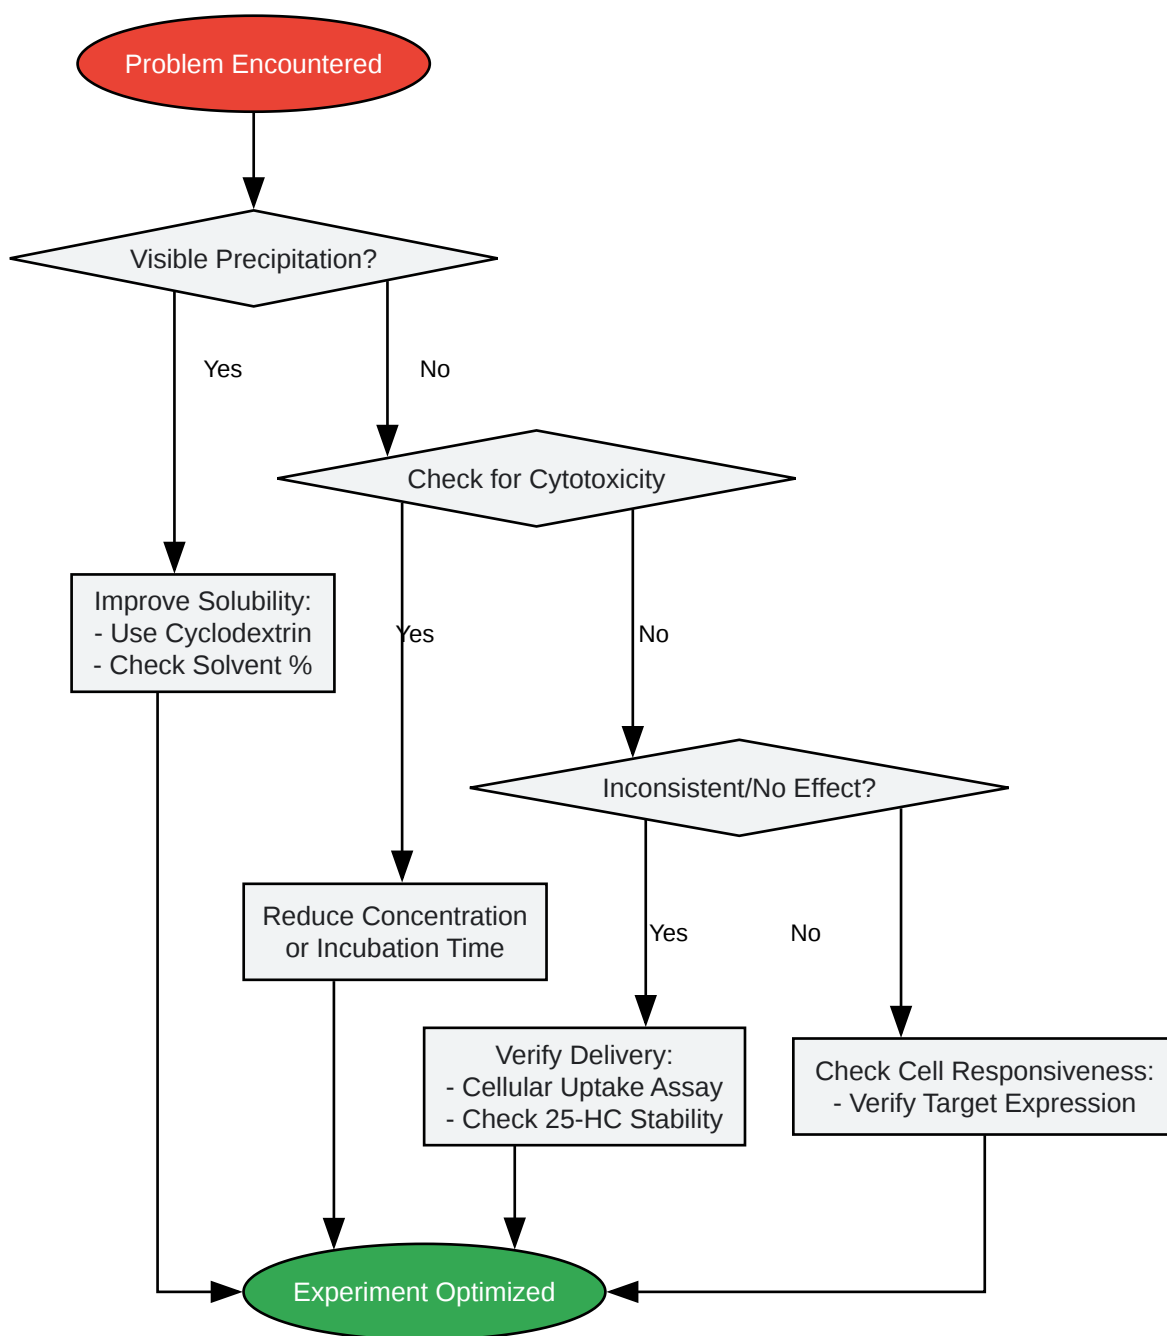 Problem Encountered
Visible Precipitation?
Yes
No
Check for Cytotoxicity
Improve Solubility:
- Use Cyclodextrin
- Check Solvent %
Yes
No
Inconsistent/No Effect?
Reduce Concentration
or Incubation Time
Yes
No
Verify Delivery:
- Cellular Uptake Assay
- Check 25-HC Stability
Check Cell Responsiveness:
- Verify Target Expression
Experiment Optimized